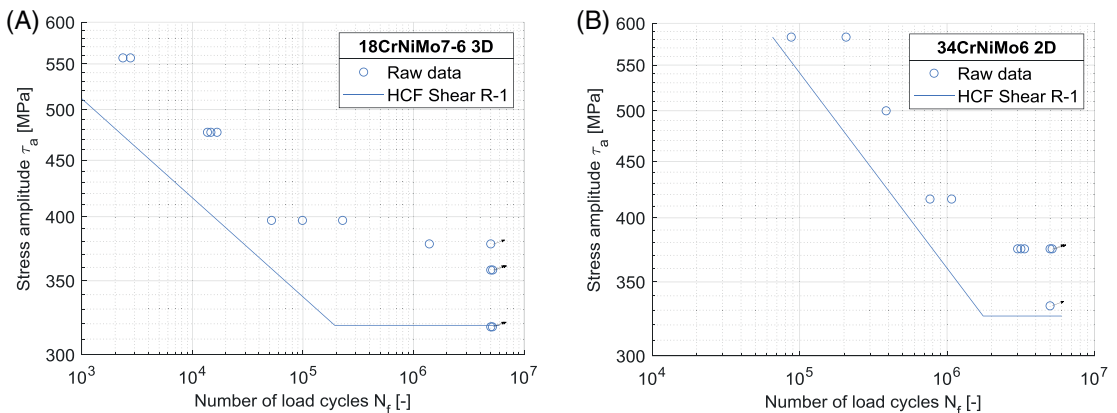 (A)
18CrNiMo7-6 3D
Raw data
HCF Shear R-1
600
550
500
450
400
350
300
Stress amplitude τa [MPa]
10^3
10^4
10^5
10^6
10^7
Number of load cycles Nf [-]
(B)
34CrNiMo6 2D
Raw data
HCF Shear R-1
600
550
500
450
400
350
300
Stress amplitude τa [MPa]
10^4
10^5
10^6
10^7
Number of load cycles Nf [-]